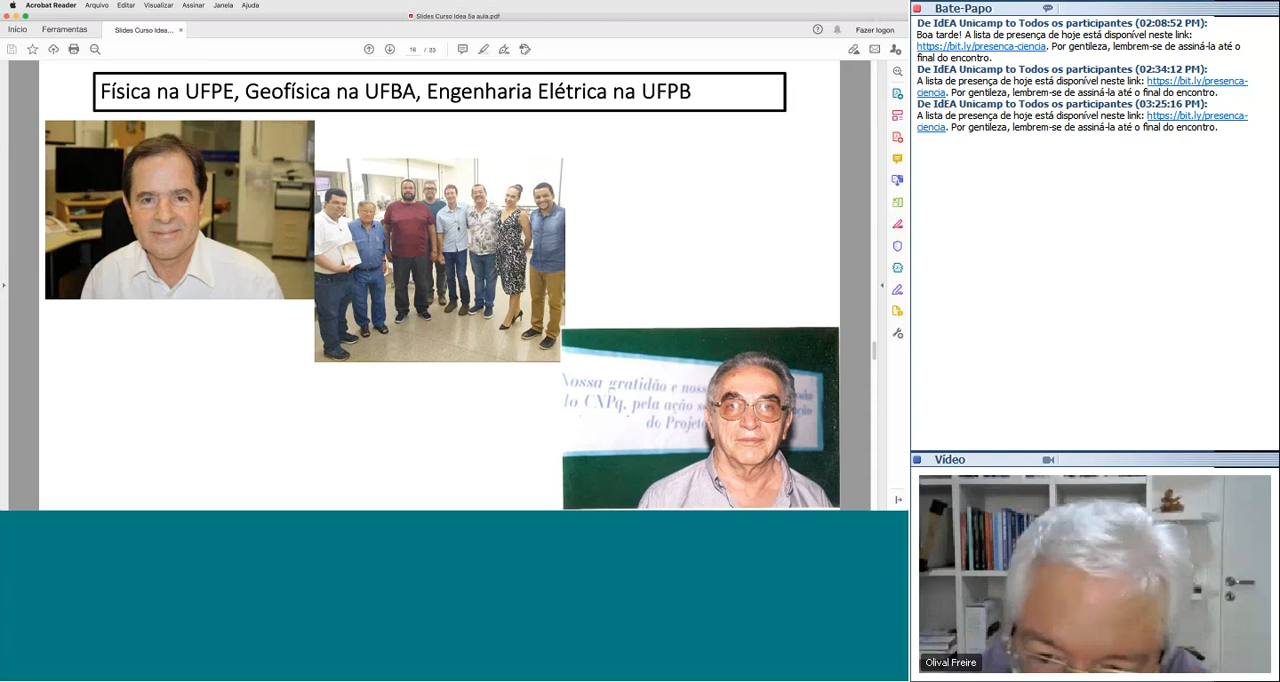 Acrobat Reader Arquivo Editar Visualizar Assinar Janela Ajuda
Slides Curso Idea 5a aula.pdf
Início Ferramentas Slides Curso Idea... × Fazer logon
16 / 23
Física na UFPE, Geofísica na UFBA, Engenharia Elétrica na UFPB
Nossa gratidão e
do CNPq, pela ação
do Projeto
Bate-Papo
De IdEA Unicamp to Todos os participantes (02:08:52 PM):
Boa tarde! A lista de presença de hoje está disponível neste link:
https://bit.ly/presenca-ciencia. Por gentileza, lembrem-se de assiná-la até o
final do encontro.
De IdEA Unicamp to Todos os participantes (02:34:12 PM):
A lista de presença de hoje está disponível neste link: https://bit.ly/presenca-
ciencia. Por gentileza, lembrem-se de assiná-la até o final do encontro.
De IdEA Unicamp to Todos os participantes (03:25:16 PM):
A lista de presença de hoje está disponível neste link: https://bit.ly/presenca-
ciencia. Por gentileza, lembrem-se de assiná-la até o final do encontro.
Vídeo
Olival Freire